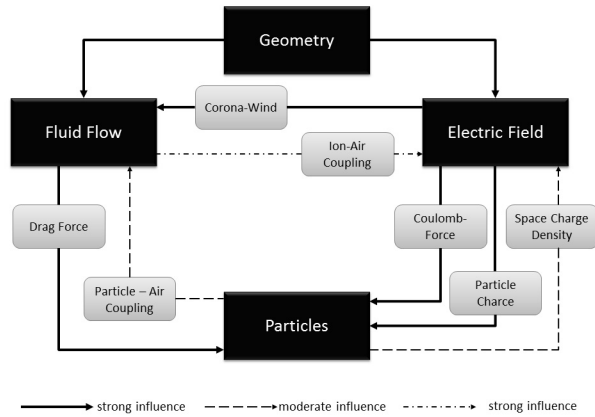 Geometry
Corona-Wind
Fluid Flow
Electric Field
Ion-Air
Coupling
Drag Force
Coulomb-
Force
Space Charge
Density
Particle – Air
Coupling
Particle
Charce
Particles
strong influence
moderate influence
strong influence